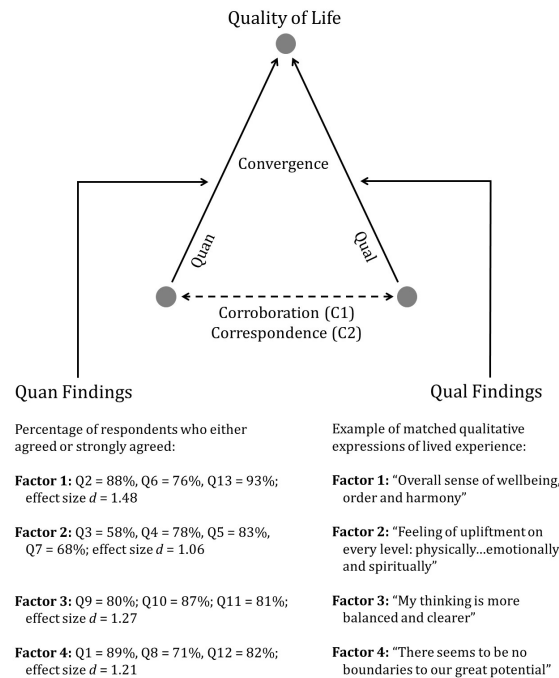 Quality of Life
Convergence
Quan
Qual
Corroboration (C1)
Correspondence (C2)
Quan Findings
Percentage of respondents who either
agreed or strongly agreed:
Factor 1: Q2 = 88%, Q6 = 76%, Q13 = 93%;
effect size d = 1.48
Factor 2: Q3 = 58%, Q4 = 78%, Q5 = 83%,
Q7 = 68%; effect size d = 1.06
Factor 3: Q9 = 80%; Q10 = 87%; Q11 = 81%;
effect size d = 1.27
Factor 4: Q1 = 89%, Q8 = 71%, Q12 = 82%;
effect size d = 1.21
Qual Findings
Example of matched qualitative
expressions of lived experience:
Factor 1: “Overall sense of wellbeing,
order and harmony”
Factor 2: “Feeling of upliftment on
every level: physically...emotionally
and spiritually”
Factor 3: “My thinking is more
balanced and clearer”
Factor 4: “There seems to be no
boundaries to our great potential”